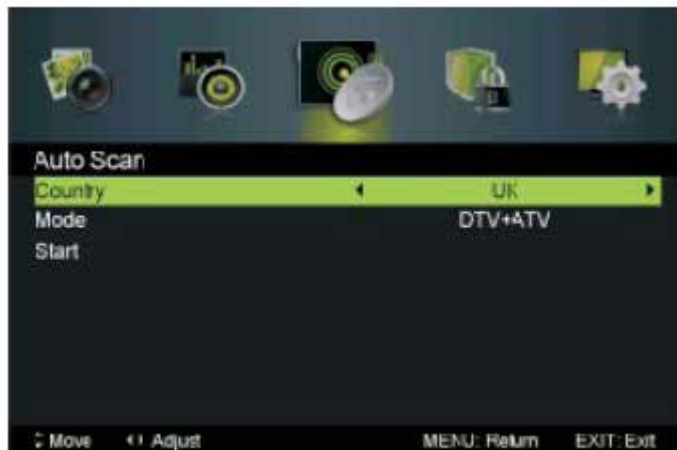 Auto Scan
Country UK
Mode DTV+ATV
Start
Move Adjust MENU: Return EXIT: Exit